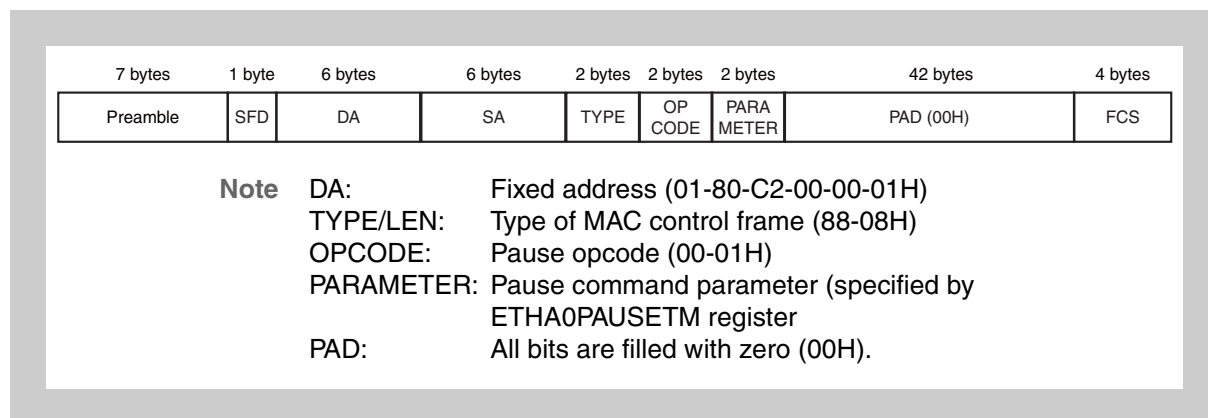 7 bytes 1 byte 6 bytes 6 bytes 2 bytes 2 bytes 2 bytes 42 bytes 4 bytes
Preamble SFD DA SA TYPE OP CODE PARA METER PAD (00H) FCS
Note DA: Fixed address (01-80-C2-00-00-01H)
TYPE/LEN: Type of MAC control frame (88-08H)
OPCODE: Pause opcode (00-01H)
PARAMETER: Pause command parameter (specified by
ETHA0PAUSETM register
PAD: All bits are filled with zero (00H).